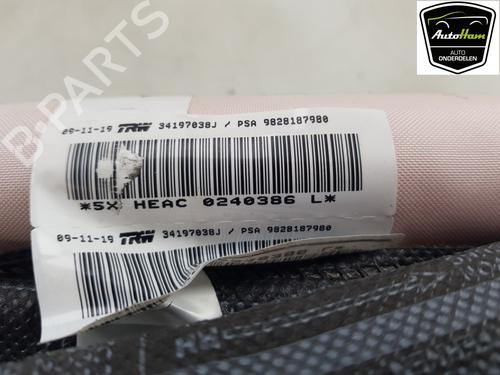 AutoHam
AUTO
ONDERDELEN
B-PARTS
09-11-19 TRW 34197038J / PSA 9828187980
*5X HEAC 0240386 L*
09-11-19 TRW 34197038J / PSA 9828187980